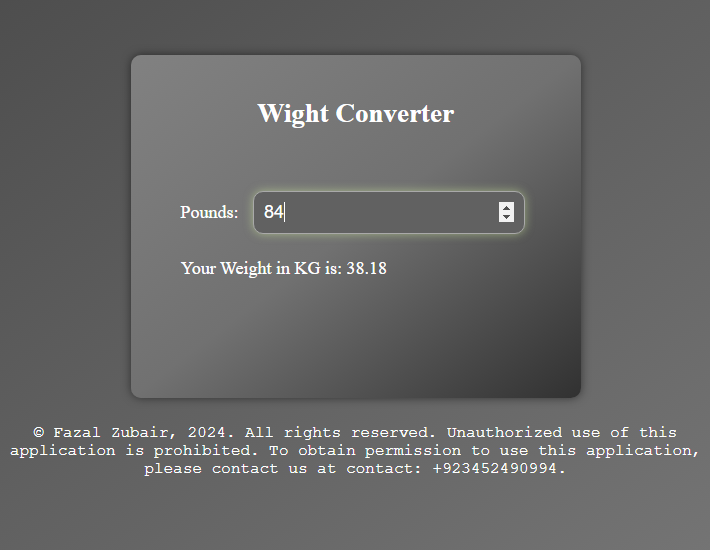 Wight Converter
Pounds: 84
Your Weight in KG is: 38.18
© Fazal Zubair, 2024. All rights reserved. Unauthorized use of this
application is prohibited. To obtain permission to use this application,
please contact us at contact: +923452490994.